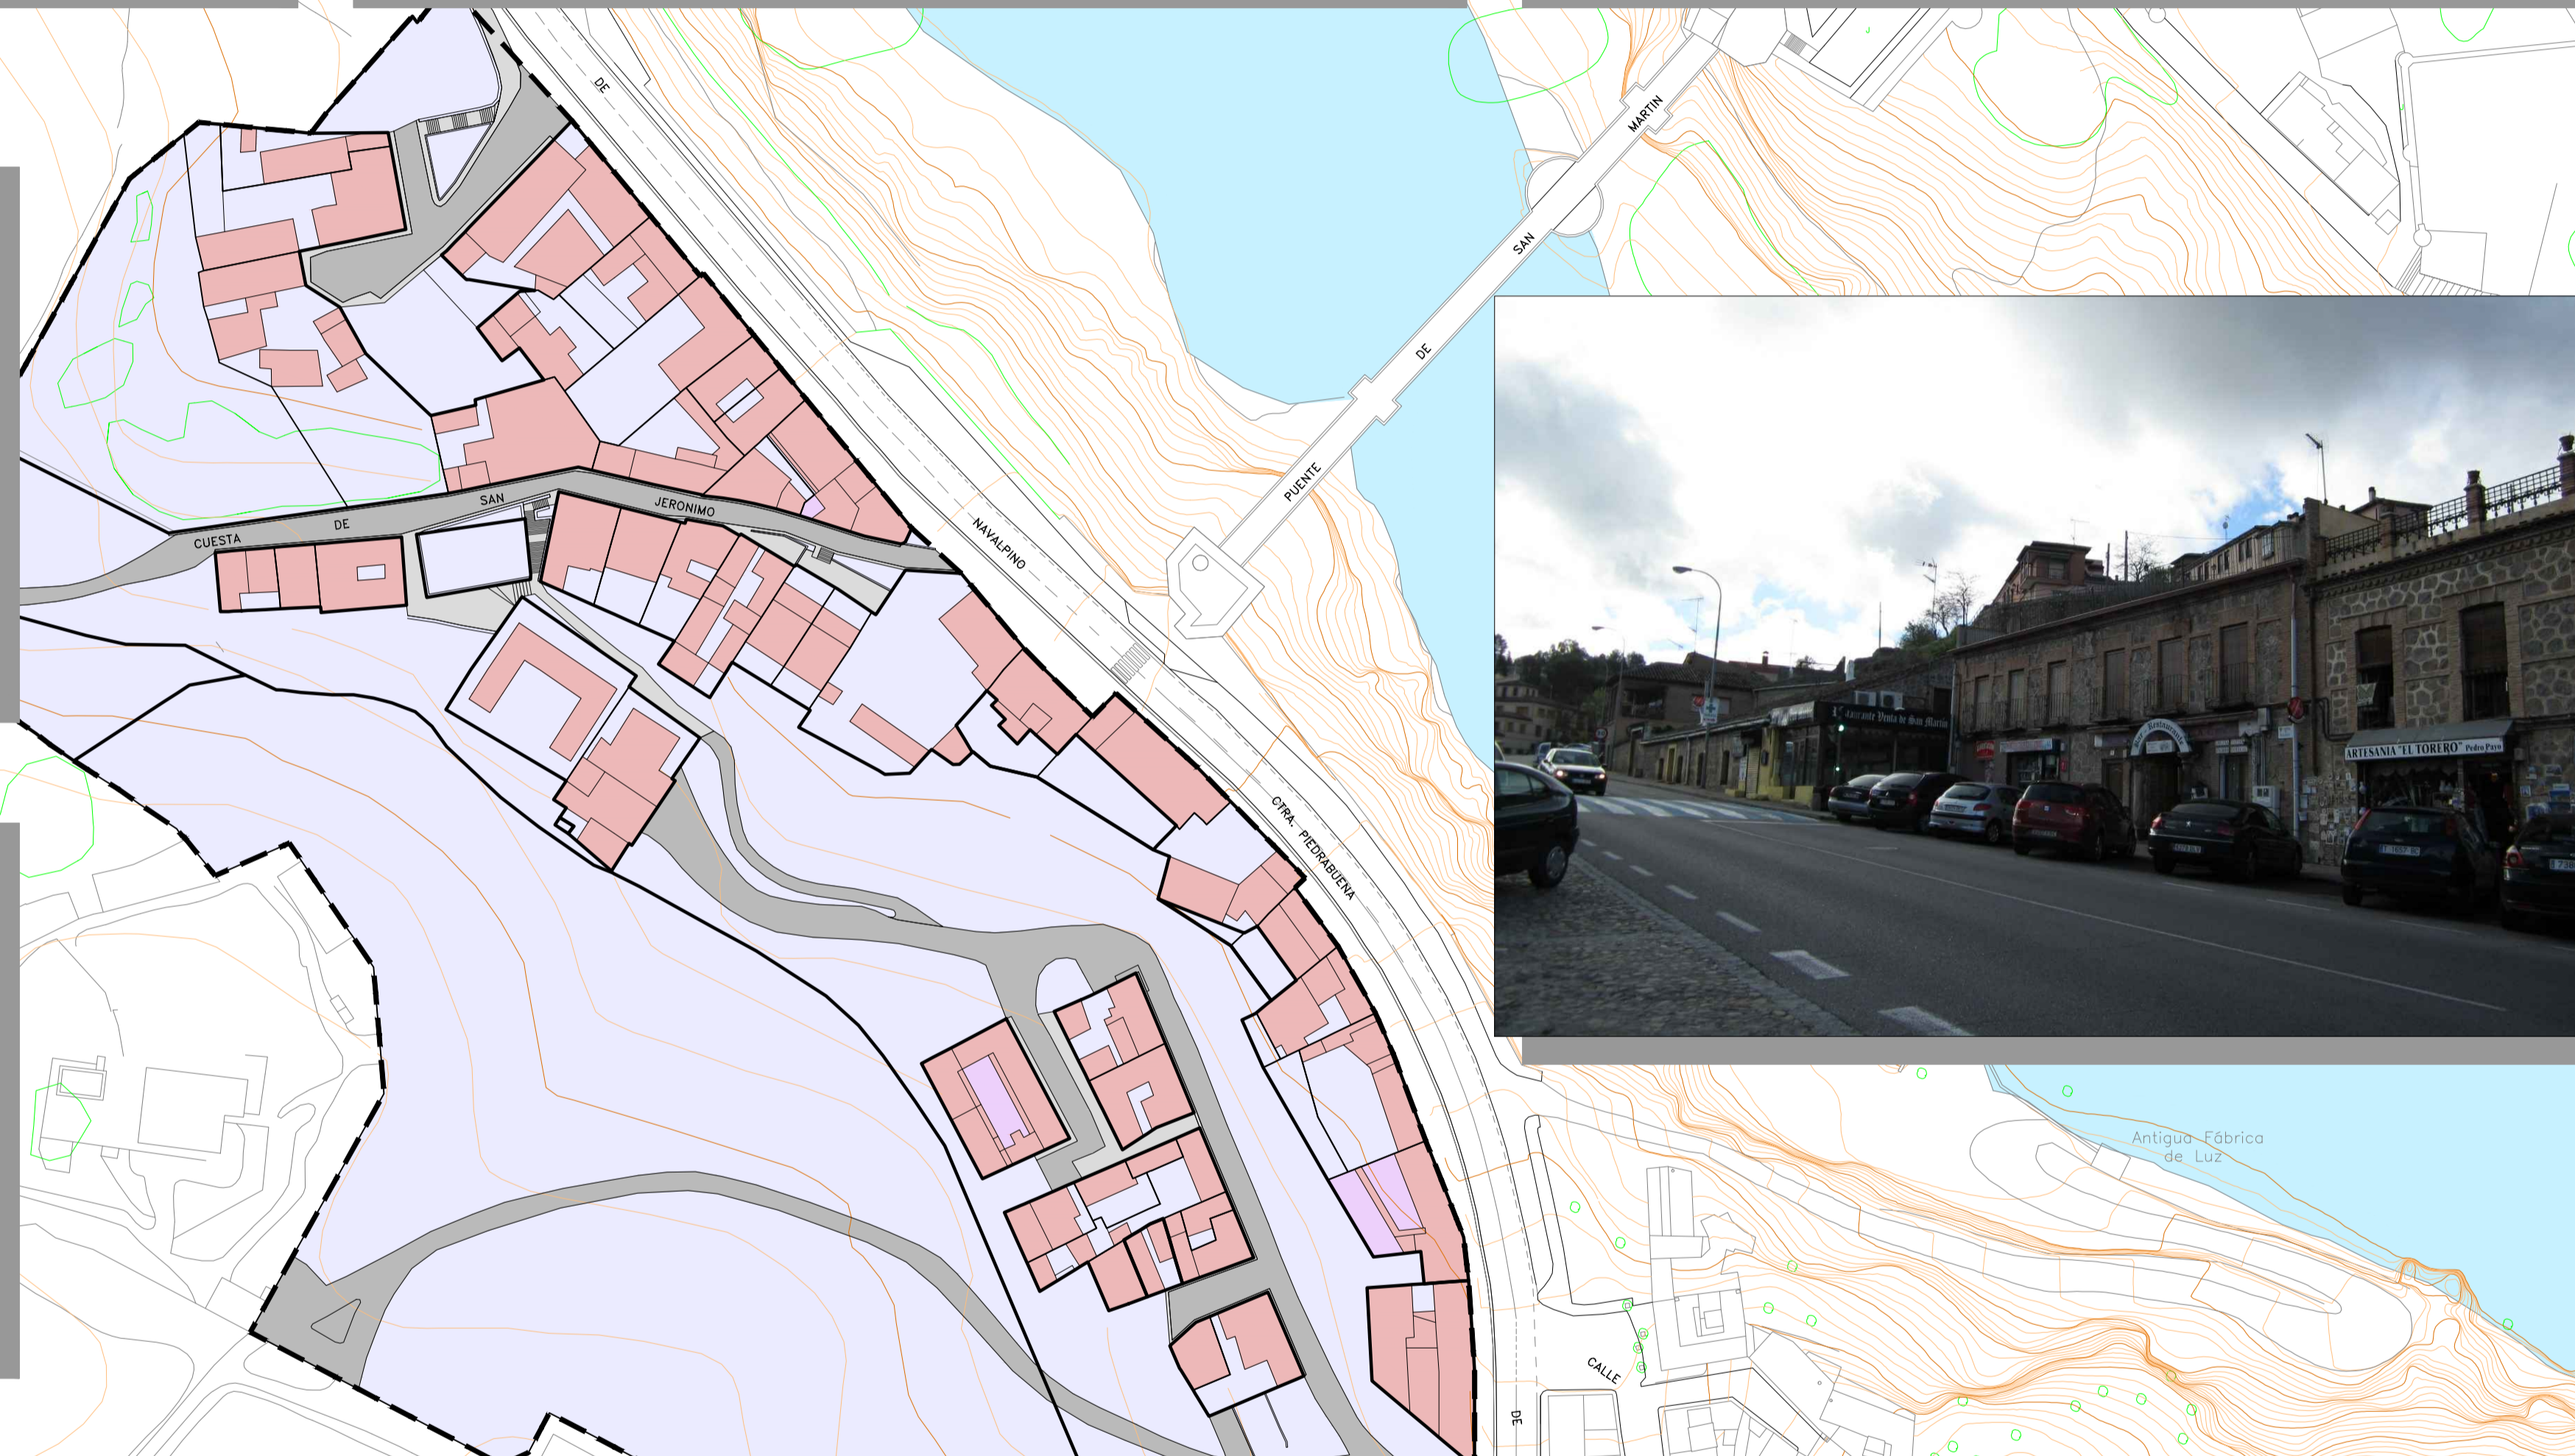 DE
MARTIN
SAN
DE
PUENTE
CUESTA
DE
SAN
JERONIMO
NAVALPINO
CTRA. PIEDRABUENA
Venta de San Martín
Restaurante
ARTESANIA "EL TORERO" Pedro Payo
Antigua Fábrica
de Luz
CALLE
DE